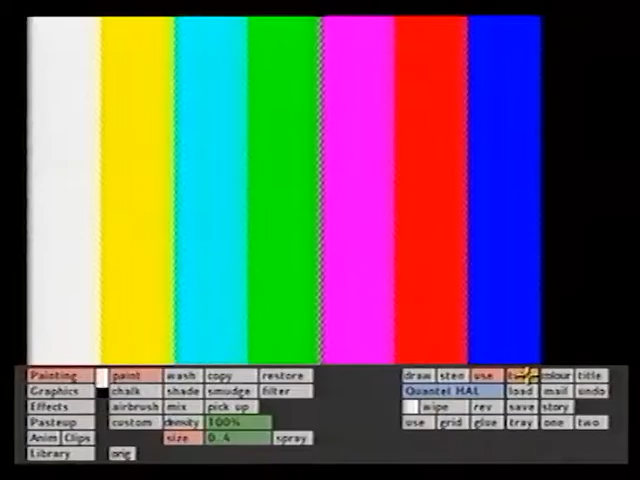 Painting paint wash copy restore draw sten use colour title
Graphics chalk shade smudge filter Quantel HAL load mail undo
Effects airbrush mix pick up wipe rev save story
Pasteup custom density 100% use grid glue tray one two
Anim Clips size 0.4 spray
Library orig